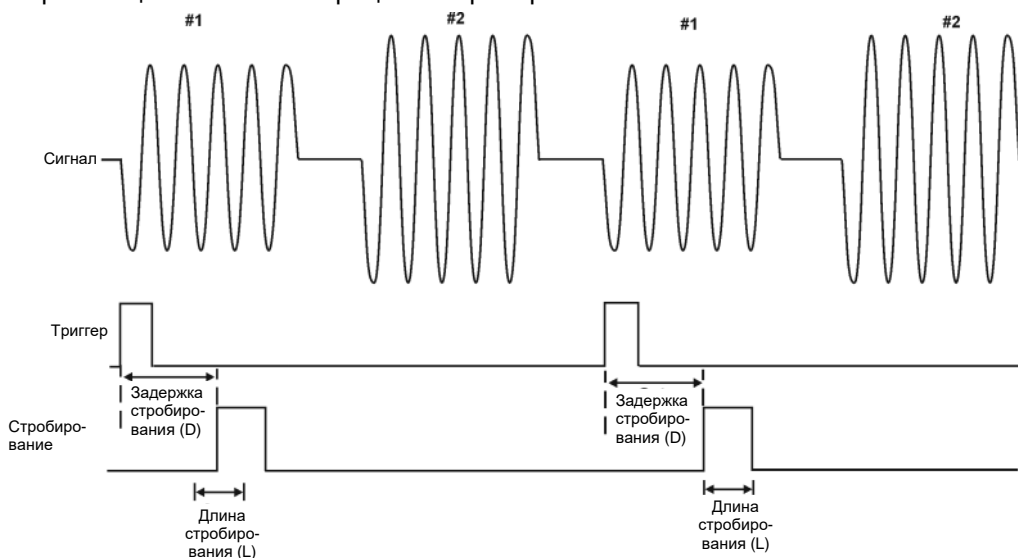 #1
#2
#1
#2
Сигнал
Триггер
Задержка
стробиро-
вания (D)
Задержка
стробиро-
вания (D)
Стробиро-
вание
Длина
стробиро-
вания (L)
Длина
стробиро-
вания (L)